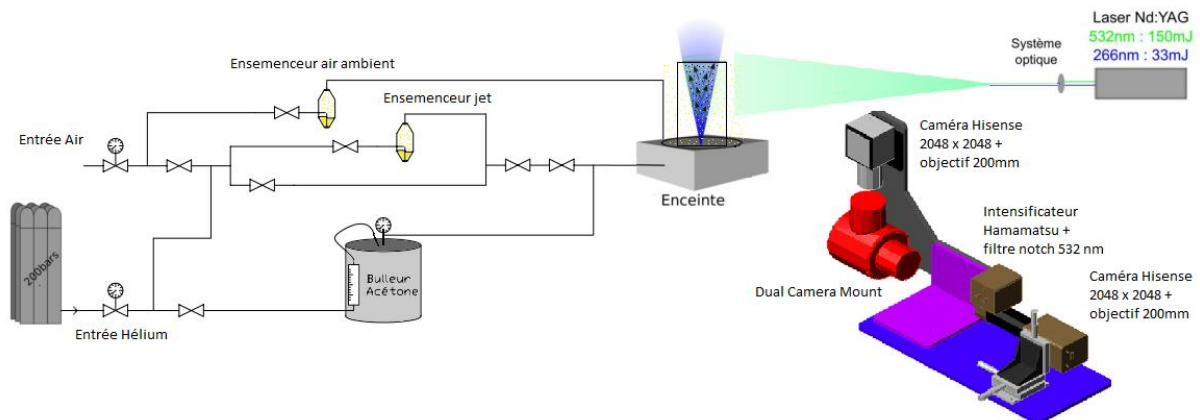 Laser Nd:YAG
532nm : 150mJ
266nm : 33mJ
Système
optique
Ensemenceur air ambient
Ensemenceur jet
Entrée Air
Enceinte
Caméra Hisense
2048 x 2048 +
objectif 200mm
200bars
Bulleur
Acétone
Entrée Hélium
Intensificateur
Hamamatsu +
filtre notch 532 nm
Dual Camera Mount
Caméra Hisense
2048 x 2048 +
objectif 200mm